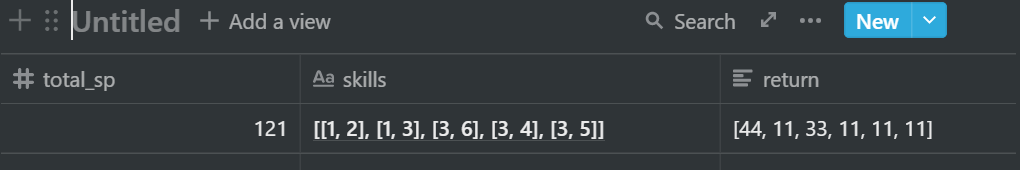 Untitled + Add a view Search New
# total_sp Aa skills return
121 [[1, 2], [1, 3], [3, 6], [3, 4], [3, 5]] [44, 11, 33, 11, 11, 11]